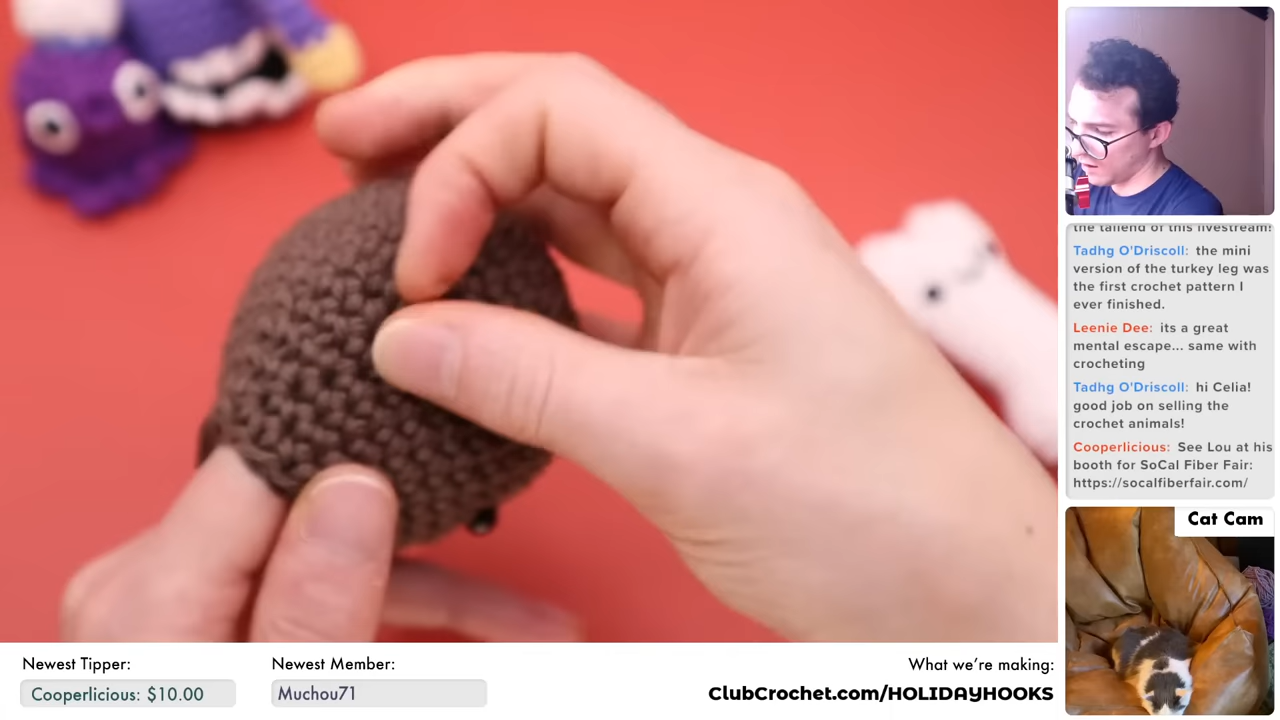 the tailend of this livestream!
Tadhg O'Driscoll: the mini
version of the turkey leg was
the first crochet pattern I
ever finished.
Leenie Dee: its a great
mental escape... same with
crocheting
Tadhg O'Driscoll: hi Celia!
good job on selling the
crochet animals!
Cooperlicious: See Lou at his
booth for SoCal Fiber Fair:
https://socalfiberfair.com/
Cat Cam
Newest Tipper:
Cooperlicious: $10.00
Newest Member:
Muchou71
What we're making:
ClubCrochet.com/HOLIDAYHOOKS